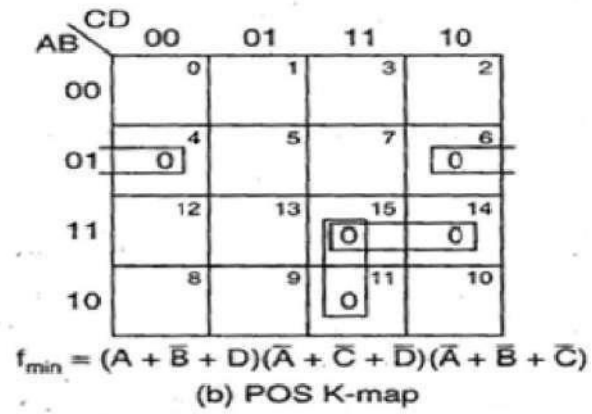 CD
AB 00 01 11 10
0 1 3 2
00
4 5 7 6
01 0 0
12 13 15 14
11 0 0
8 9 11 10
10 0
f_min = (A + B̅ + D)(A̅ + C̅ + D̅)(A̅ + B̅ + C̅)
(b) POS K-map